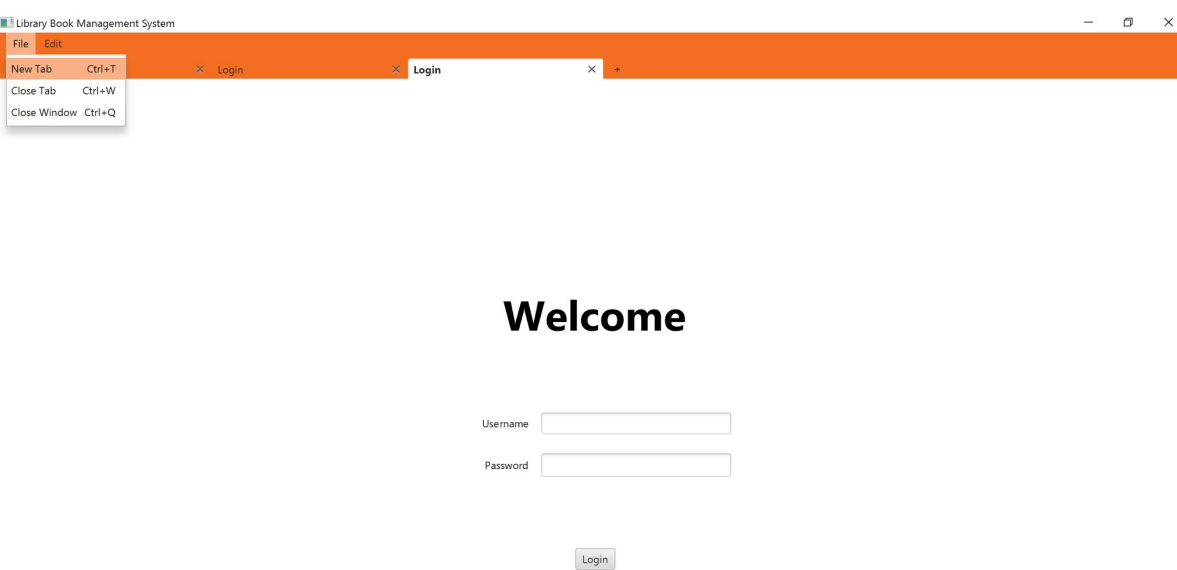 Library Book Management System
File Edit
New Tab Ctrl+T
Login
Login
+
Close Tab Ctrl+W
Close Window Ctrl+Q
Welcome
Username
Password
Login